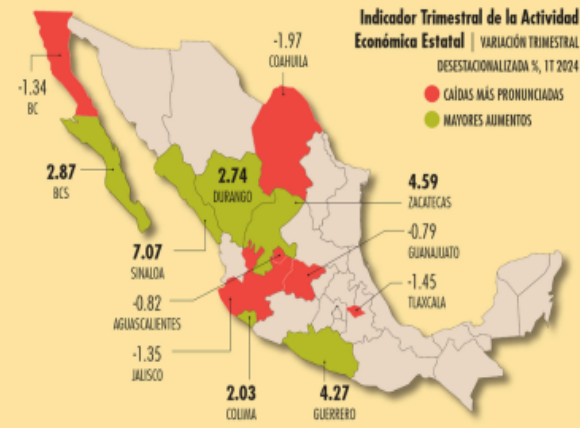 Indicador Trimestral de la Actividad
Económica Estatal | VARIACIÓN TRIMESTRAL
DESESTACIONALIZADA %, 1T 2024
CAÍDAS MÁS PRONUNCIADAS
MAYORES AUMENTOS
-1.97
COAHUILA
-1.34
BC
2.87
BCS
2.74
DURANGO
4.59
ZACATECAS
7.07
SINALOA
-0.79
GUANAJUATO
-0.82
AGUASCALIENTES
-1.45
TLAXCALA
-1.35
JALISCO
2.03
COLIMA
4.27
GUERRERO